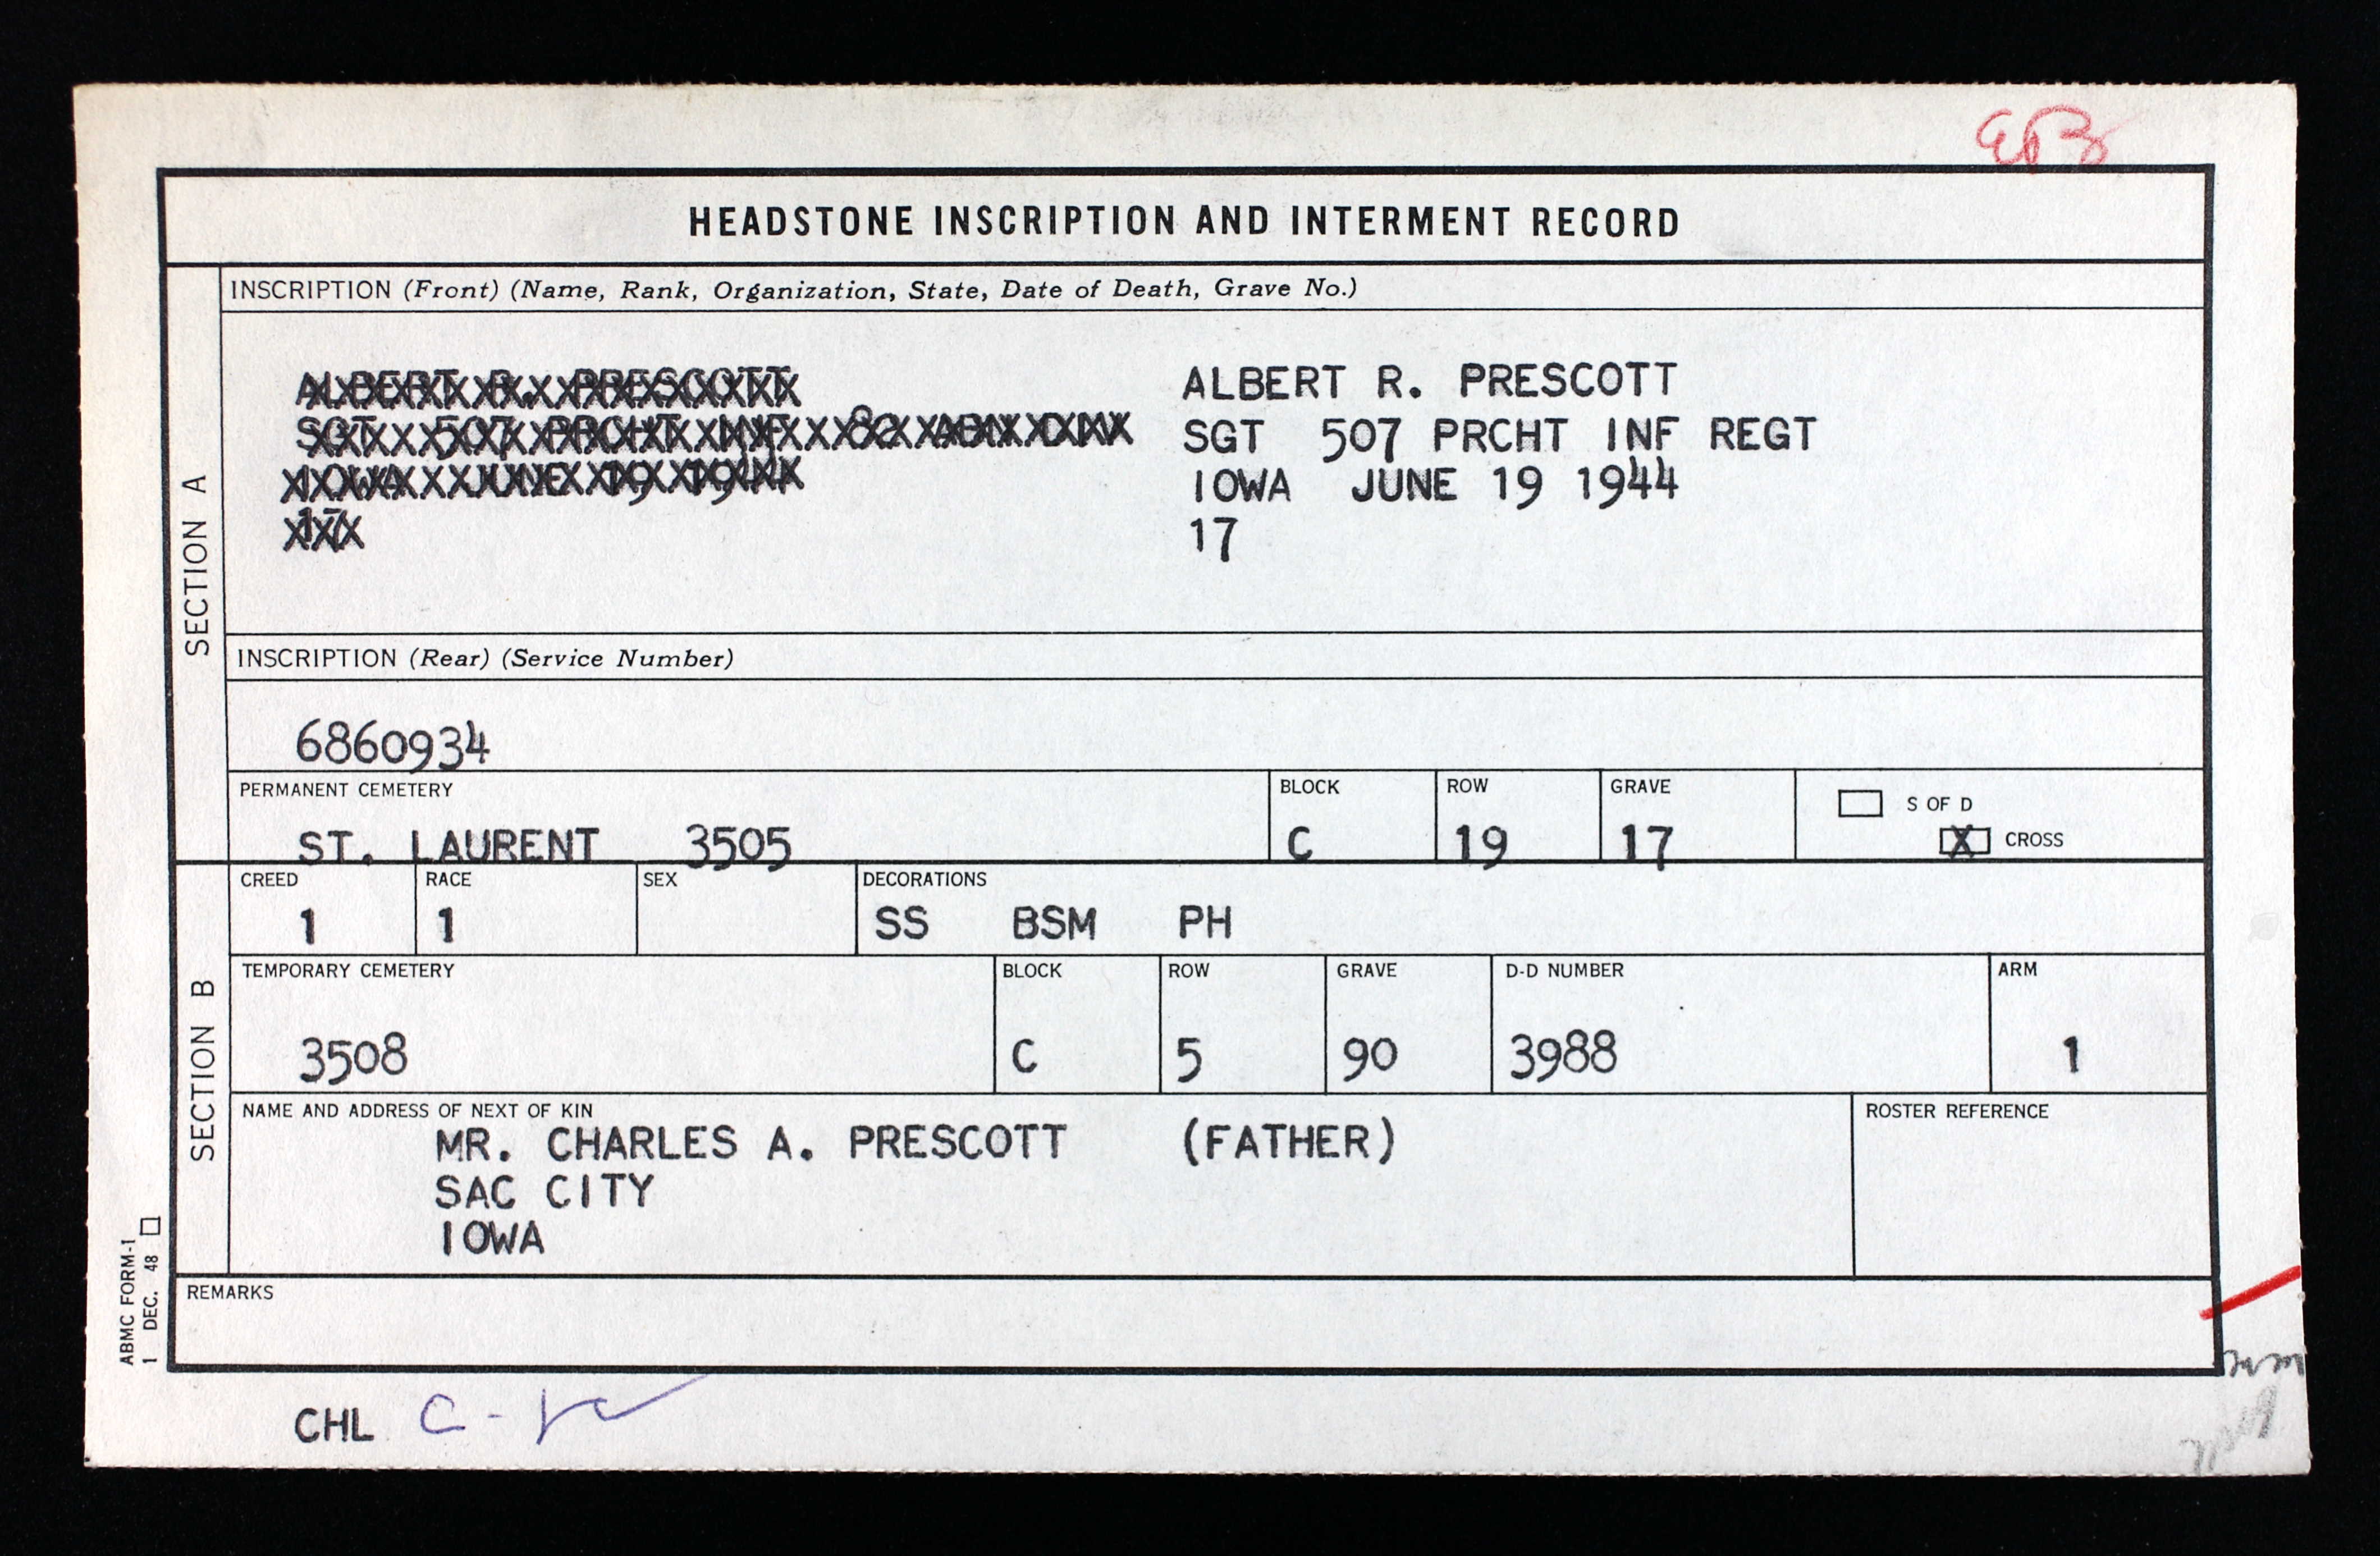 HEADSTONE INSCRIPTION AND INTERMENT RECORD
SECTION A
INSCRIPTION (Front) (Name, Rank, Organization, State, Date of Death, Grave No.)
ALBERT R. PRESCOTT
SGT 507 PRCHT INF REGT
IOWA JUNE 19 1944
17
INSCRIPTION (Rear) (Service Number)
6860934
PERMANENT CEMETERY BLOCK ROW GRAVE S OF D
ST. LAURENT 3505 C 19 17 X CROSS
SECTION B
CREED RACE SEX DECORATIONS
1 1 SS BSM PH
TEMPORARY CEMETERY BLOCK ROW GRAVE D-D NUMBER ARM
3508 C 5 90 3988 1
NAME AND ADDRESS OF NEXT OF KIN ROSTER REFERENCE
MR. CHARLES A. PRESCOTT (FATHER)
SAC CITY
IOWA
REMARKS
ABMC FORM-1
1 DEC. 48
CHL